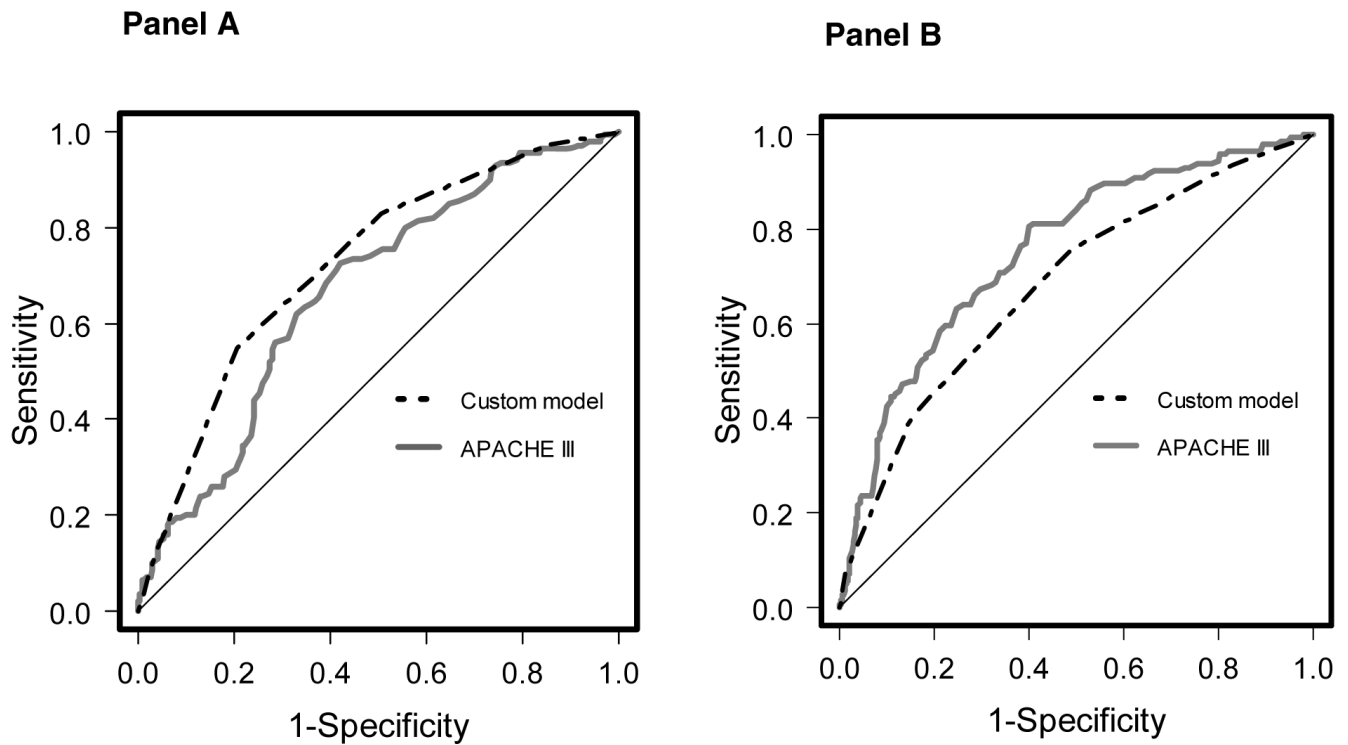 Panel A
Sensitivity
1.0
0.8
0.6
0.4
0.2
0.0
Custom model
APACHE III
0.0 0.2 0.4 0.6 0.8 1.0
1-Specificity
Panel B
Sensitivity
1.0
0.8
0.6
0.4
0.2
0.0
Custom model
APACHE III
0.0 0.2 0.4 0.6 0.8 1.0
1-Specificity